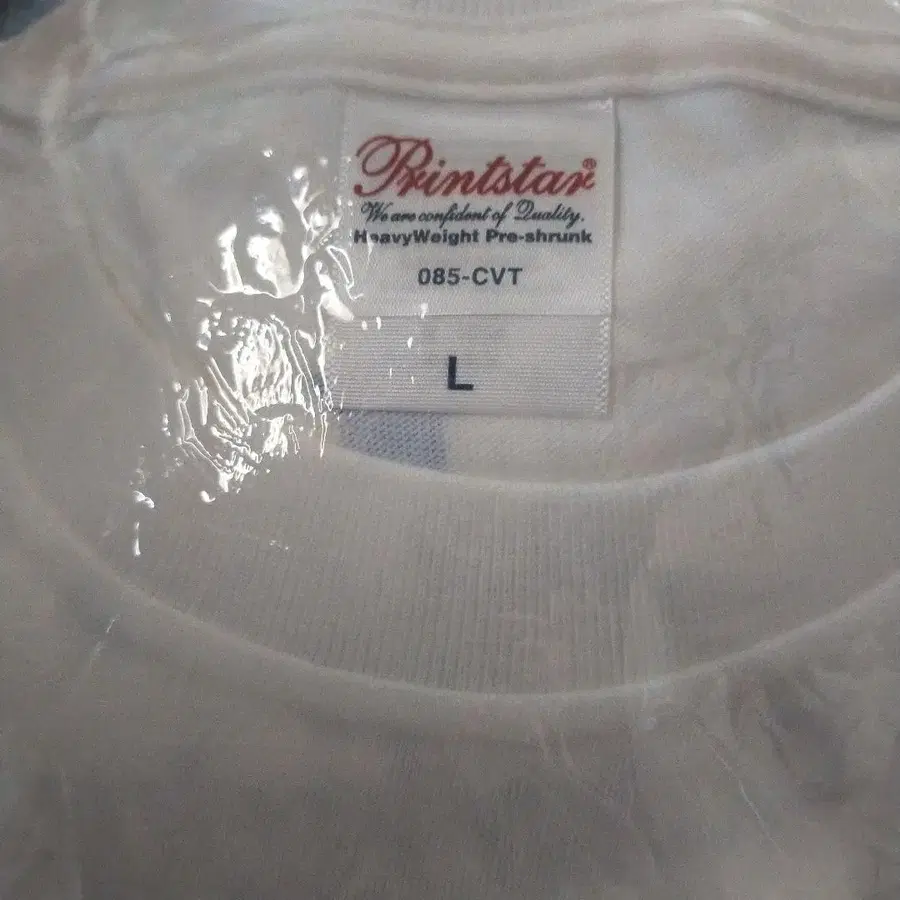 Printstar®
We are confident of Quality.
HeavyWeight Pre-shrunk
085-CVT
L